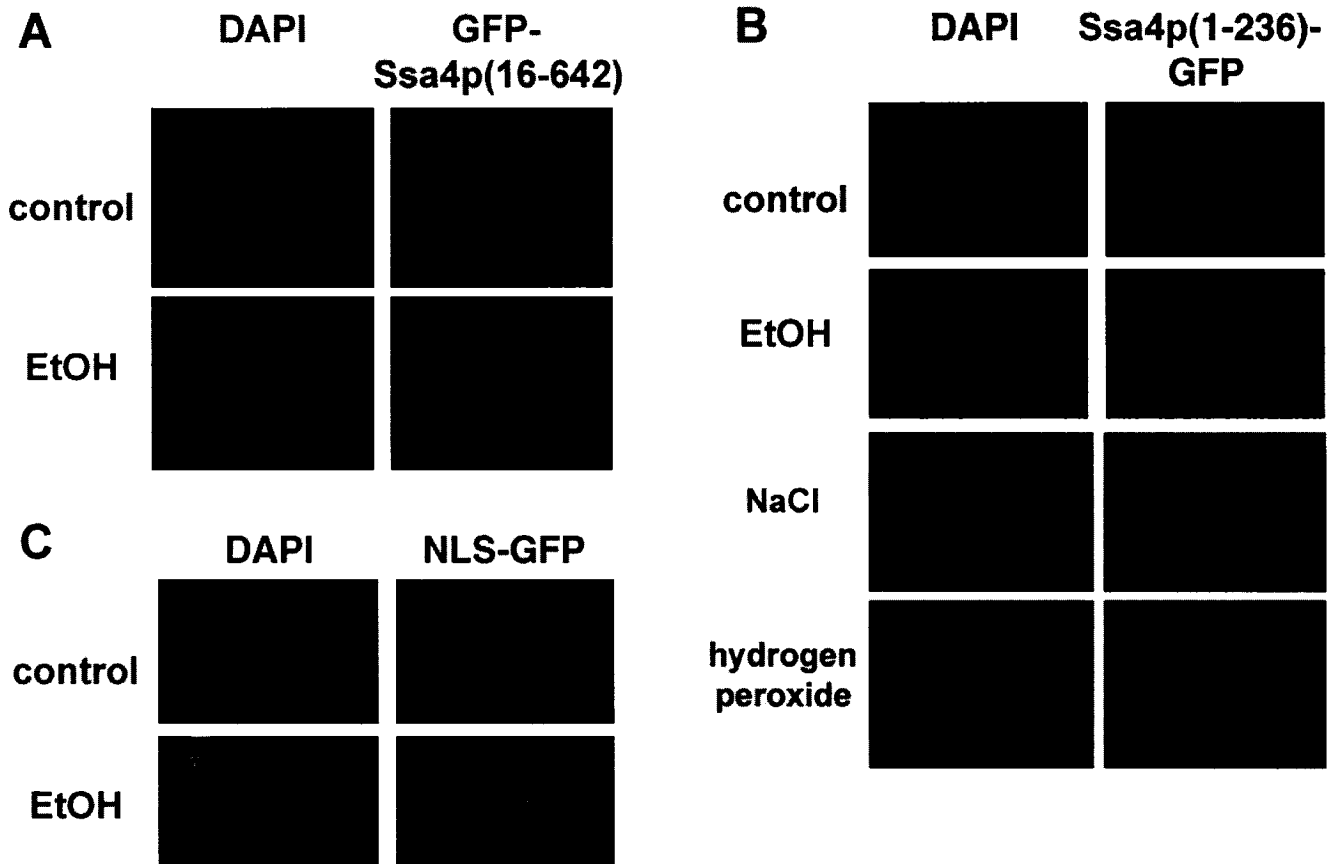 A
DAPI
GFP-
Ssa4p(16-642)
control
EtOH
B
DAPI
Ssa4p(1-236)-
GFP
control
EtOH
NaCl
hydrogen
peroxide
C
DAPI
NLS-GFP
control
EtOH